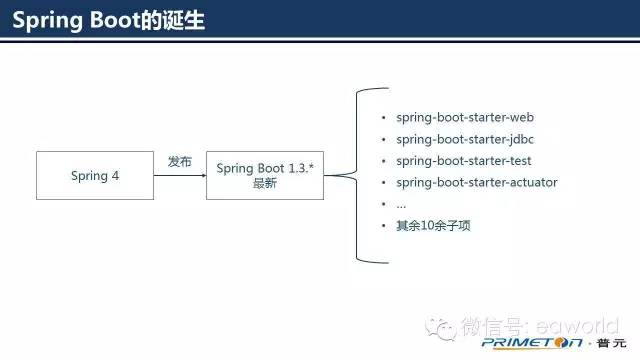 Spring Boot的诞生
Spring 4
发布
Spring Boot 1.3.*
最新
• spring-boot-starter-web
• spring-boot-starter-jdbc
• spring-boot-starter-test
• spring-boot-starter-actuator
• ...
• 其余10余子项
微信号: eaworld
PRIMETON·普元